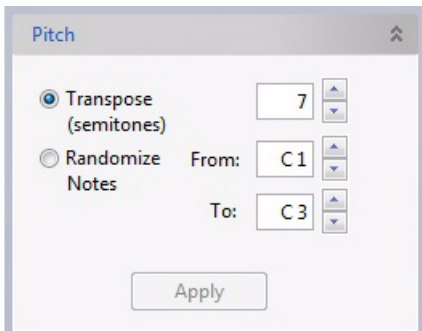 Pitch
Transpose (semitones) 7
Randomize Notes From: C1
To: C3
Apply